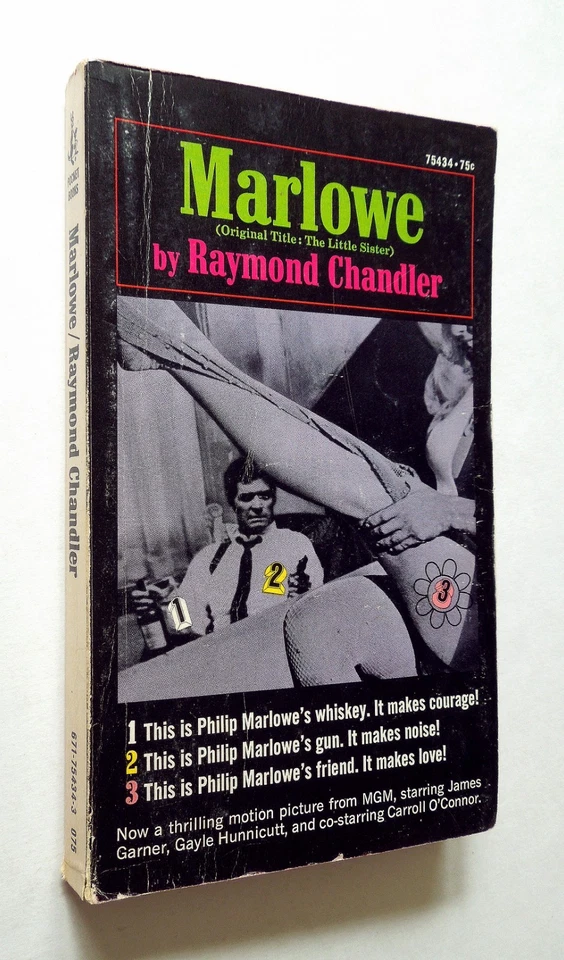 75434•75c
Marlowe
(Original Title: The Little Sister)
by Raymond Chandler
1
2
3
1 This is Philip Marlowe's whiskey. It makes courage!
2 This is Philip Marlowe's gun. It makes noise!
3 This is Philip Marlowe's friend. It makes love!
Now a thrilling motion picture from MGM, starring James
Garner, Gayle Hunnicutt, and co-starring Carroll O'Connor.
POCKET
BOOKS
Marlowe/Raymond Chandler
671-75434-3 075